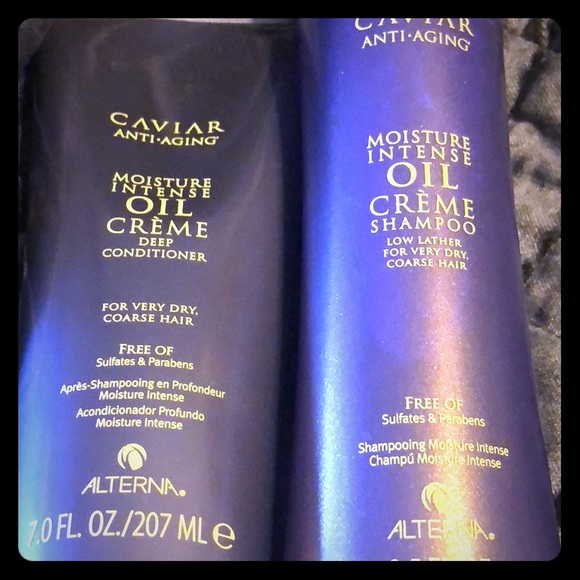 CAVIAR
ANTI•AGING®
MOISTURE
INTENSE
OIL
CRÈME
DEEP
CONDITIONER
FOR VERY DRY,
COARSE HAIR
FREE OF
Sulfates & Parabens
Après-Shampooing en Profondeur
Moisture Intense
Acondicionador Profundo
Moisture Intense
ALTERNA®
7.0 FL. OZ./207 ML e
CAVIAR
ANTI•AGING®
MOISTURE
INTENSE
OIL
CRÈME
SHAMPOO
LOW LATHER
FOR VERY DRY,
COARSE HAIR
FREE OF
Sulfates & Parabens
Shampooing Moisture Intense
Champú Moisture Intense
ALTERNA®